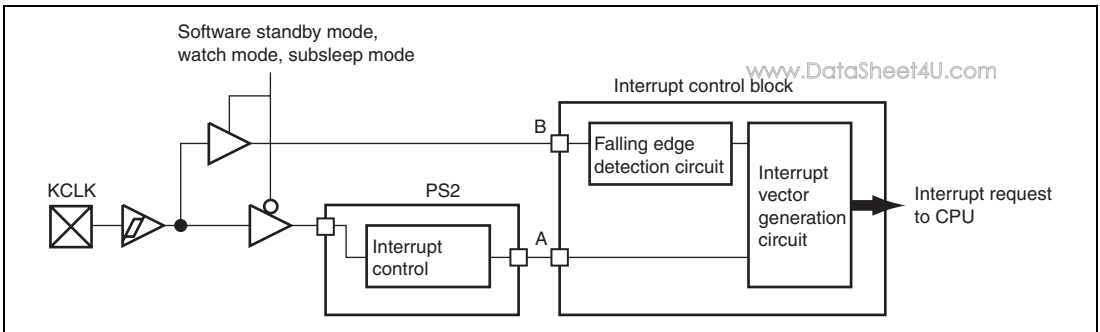 Software standby mode,
watch mode, subsleep mode
www.DataSheet4U.com
Interrupt control block
B
Falling edge
detection circuit
KCLK
PS2
Interrupt
vector
generation
circuit
Interrupt request
to CPU
A
Interrupt
control